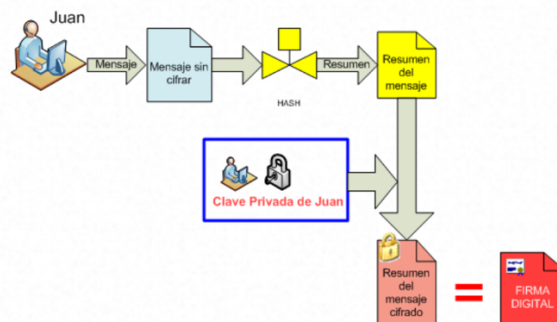 Juan
Mensaje
Mensaje sin
cifrar
HASH
Resumen
Resumen
del
mensaje
Clave Privada de Juan
Resumen
del
mensaje
cifrado
=
FIRMA
DIGITAL